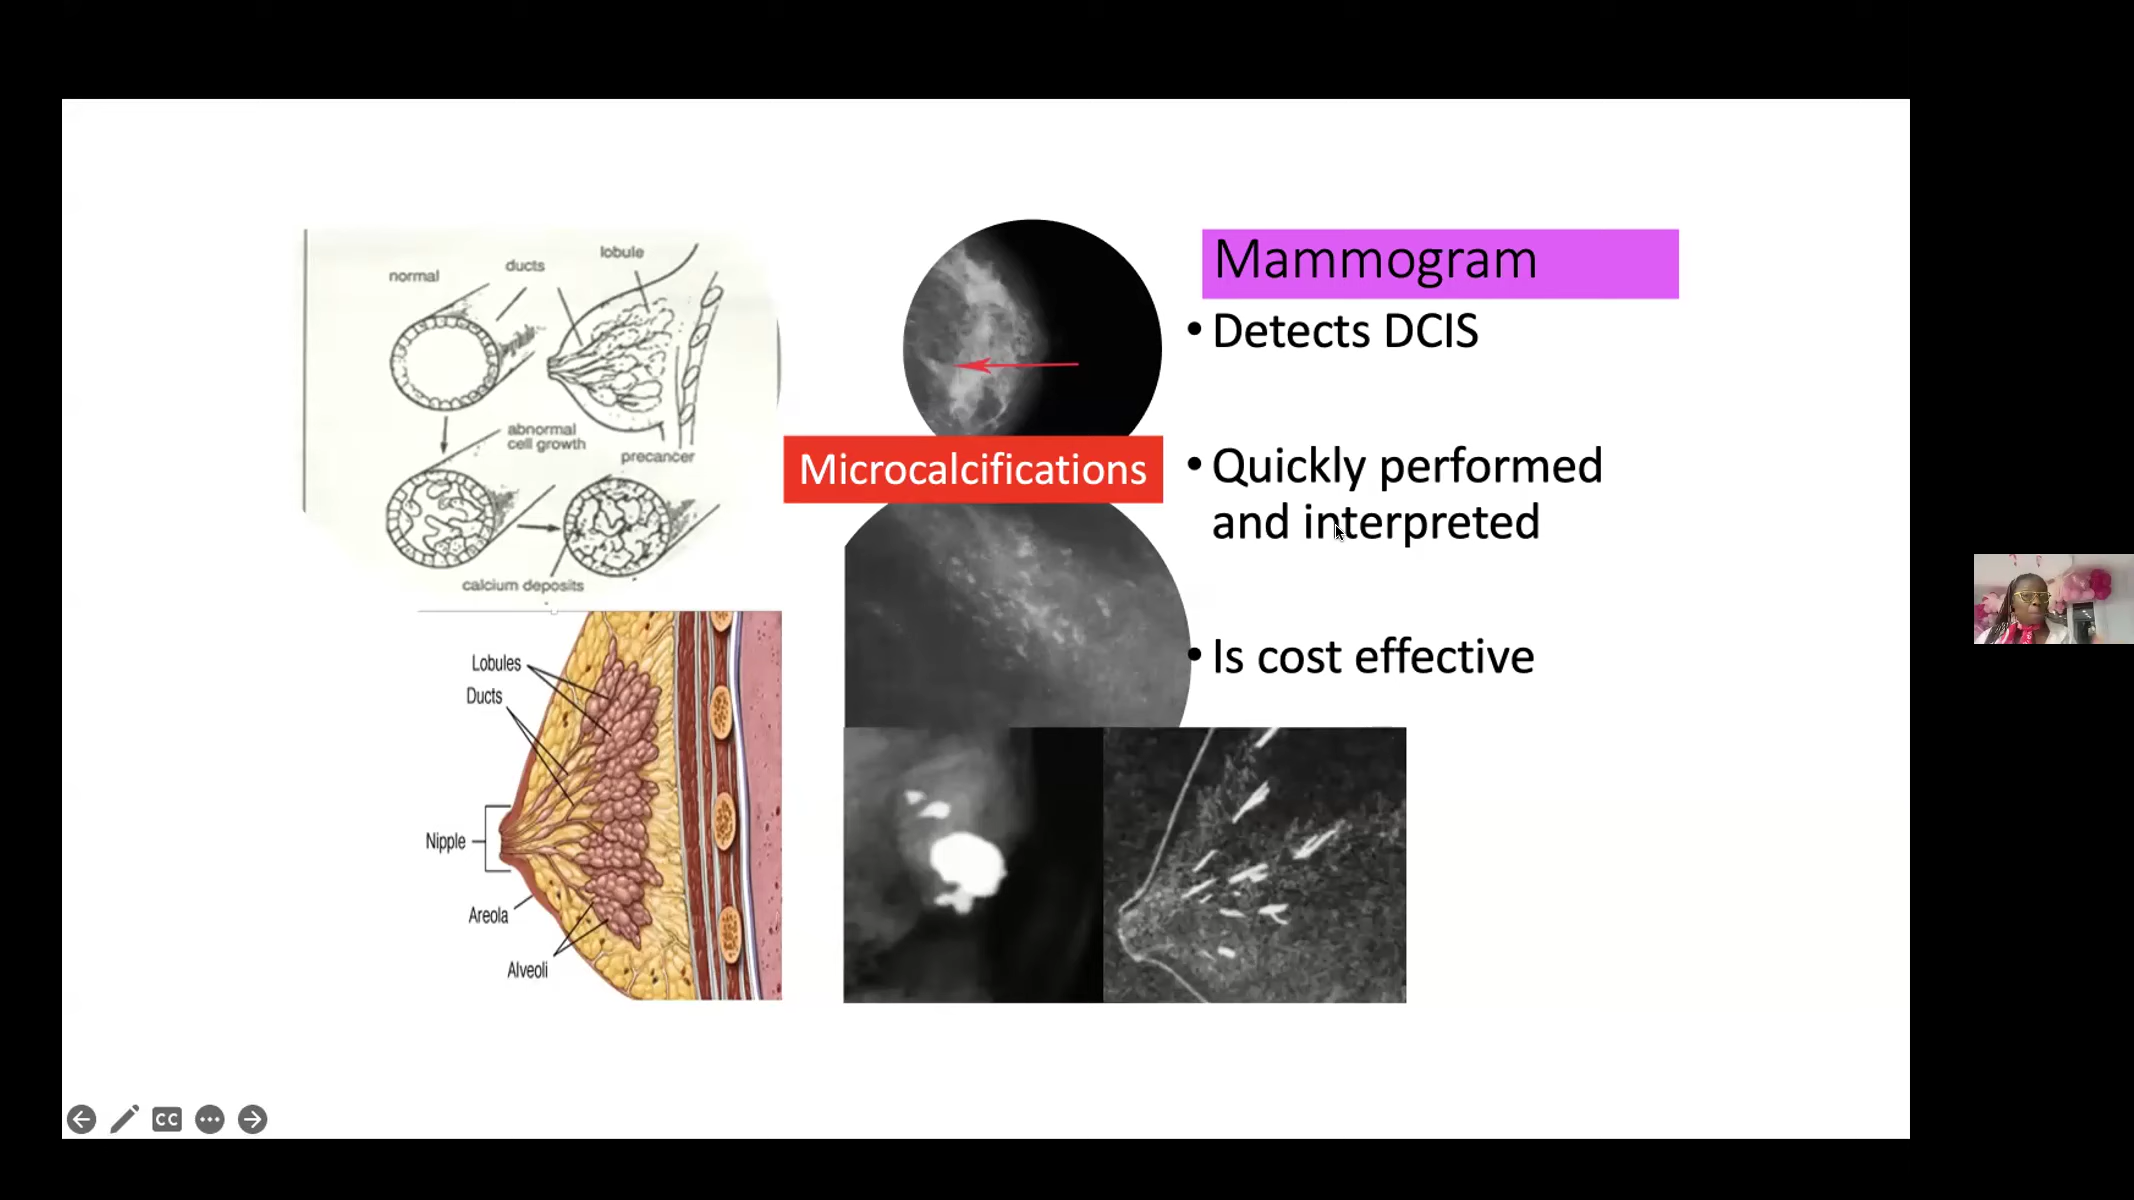 normal
ducts
lobule
abnormal
cell growth
precancer
calcium deposits
Lobules
Ducts
Nipple
Areola
Alveoli
Microcalcifications
Mammogram
• Detects DCIS
• Quickly performed
and interpreted
• Is cost effective
CC